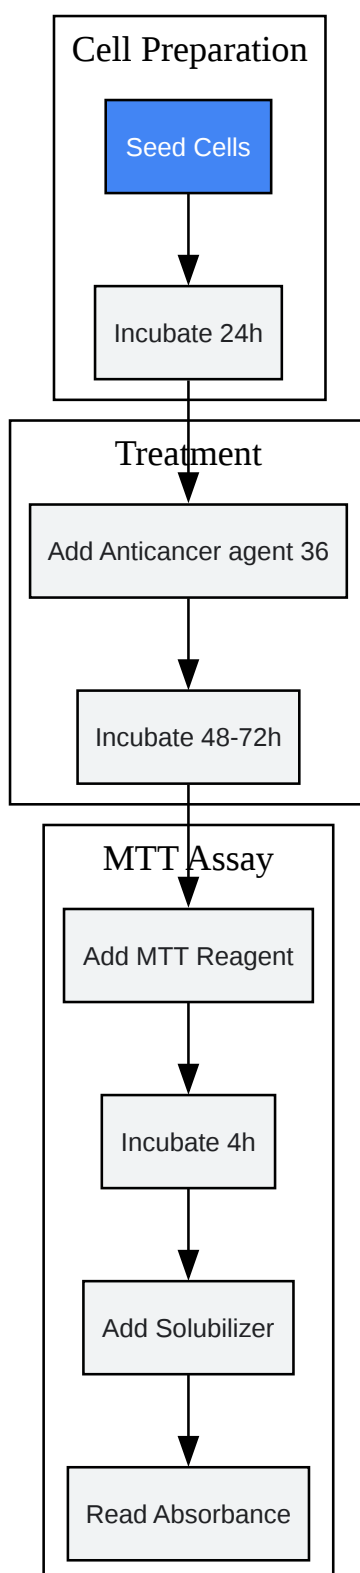 Cell Preparation
Seed Cells
Incubate 24h
Treatment
Add Anticancer agent 36
Incubate 48-72h
MTT Assay
Add MTT Reagent
Incubate 4h
Add Solubilizer
Read Absorbance